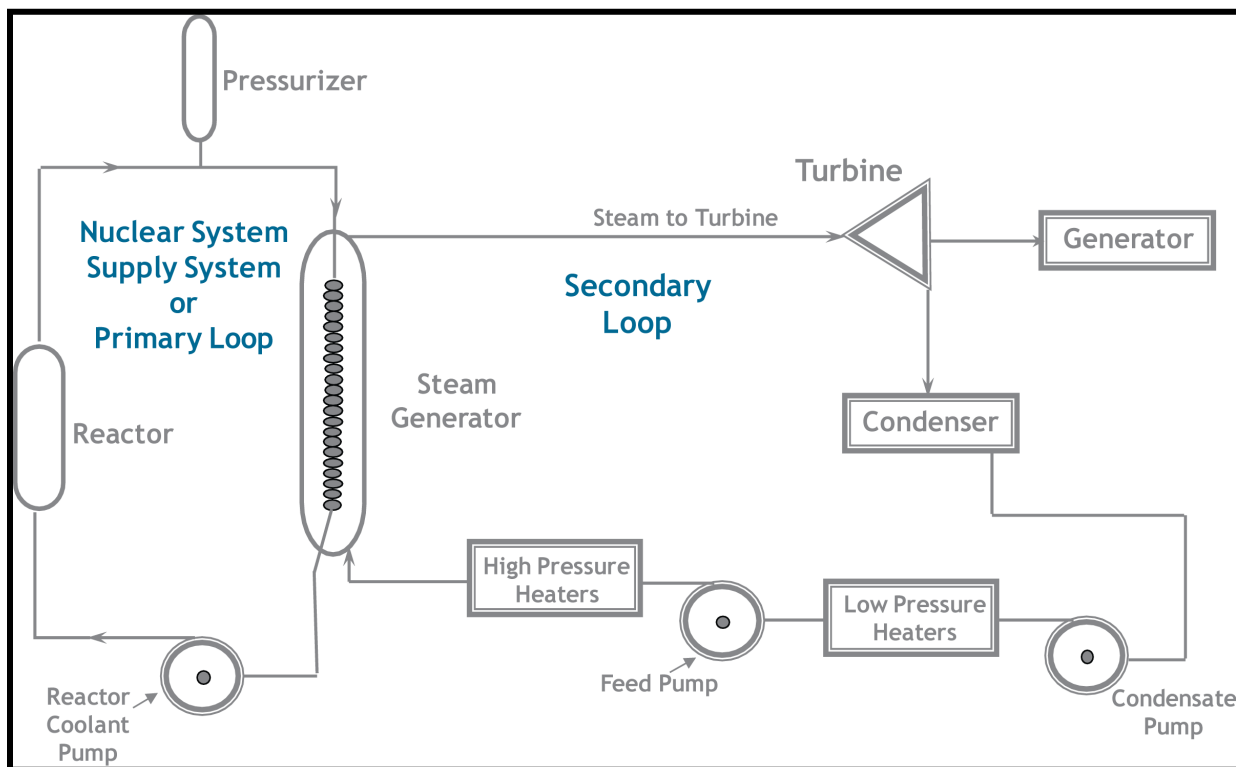 Pressurizer
Turbine
Steam to Turbine
Generator
Nuclear System
Supply System
or
Primary Loop
Secondary
Loop
Steam
Generator
Reactor
Condenser
High Pressure
Heaters
Low Pressure
Heaters
Feed Pump
Reactor
Coolant
Pump
Condensate
Pump